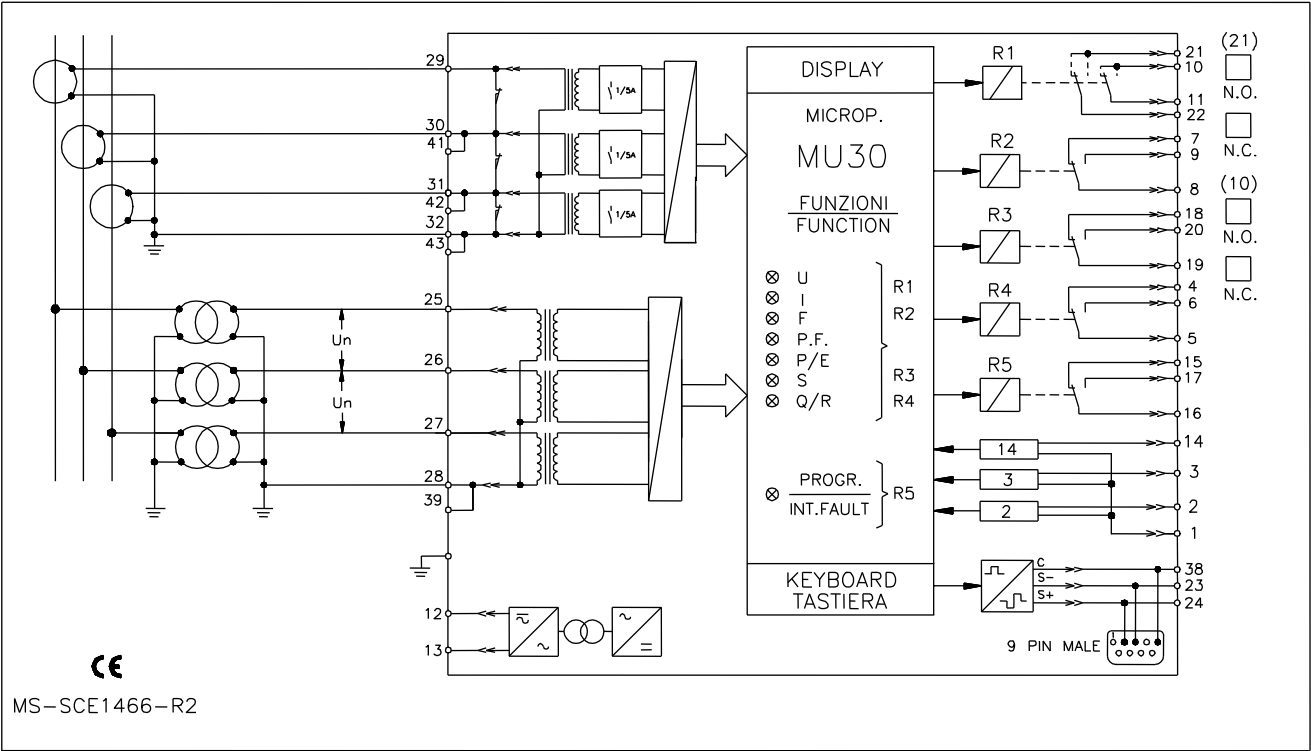 29
30
41
31
42
32
43
25
26
27
28
39
12
13
Un
Un
1/5A
1/5A
1/5A
DISPLAY
MICROP.
MU30
FUNZIONI
FUNCTION
U
I
F
P.F.
P/E
S
Q/R
R1
R2
R3
R4
PROGR.
INT.FAULT
R5
KEYBOARD
TASTIERA
R1
R2
R3
R4
R5
14
3
2
C
S-
S+
21
10
11
22
7
9
8
18
20
19
4
6
5
15
17
16
14
3
2
1
38
23
24
(21)
N.O.
N.C.
(10)
N.O.
N.C.
1
9 PIN MALE
CE
MS-SCE1466-R2